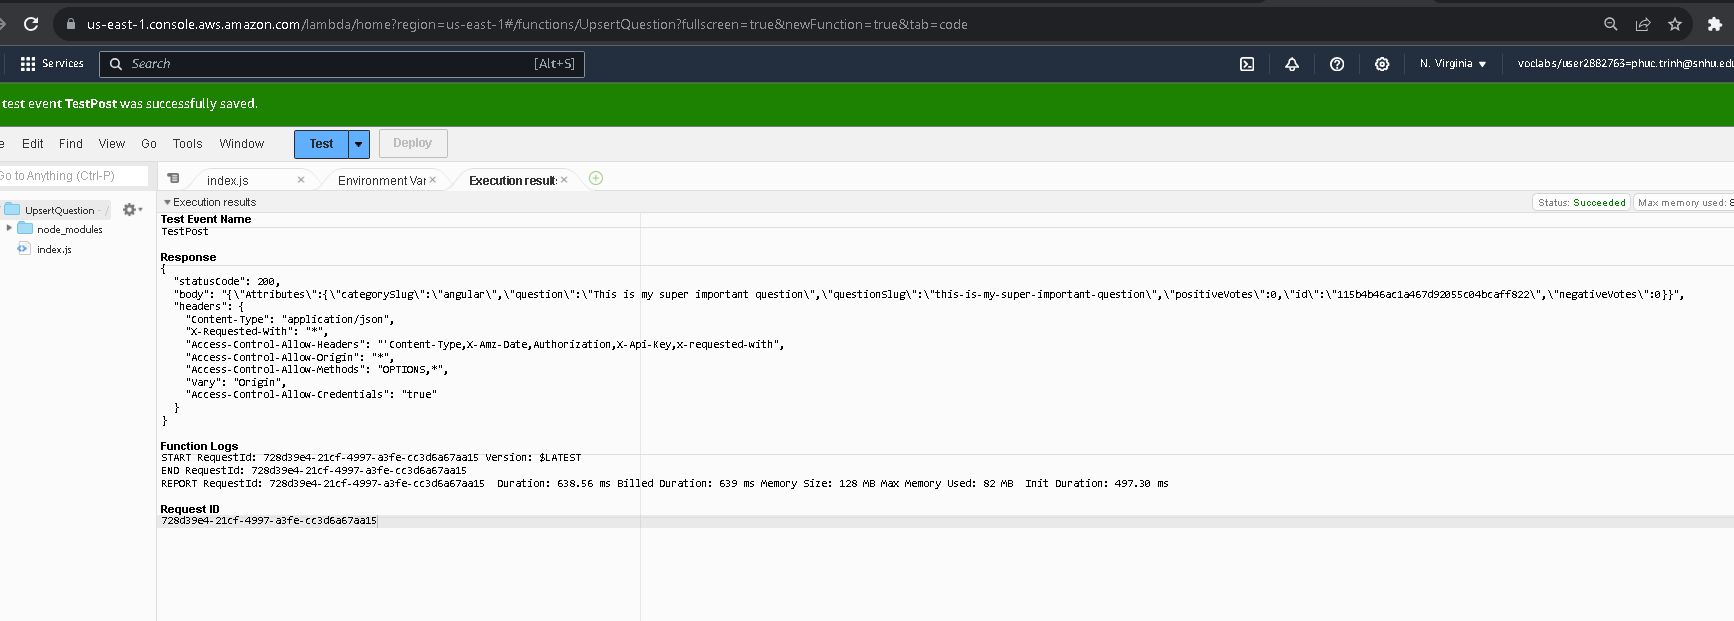 us-east-1.console.aws.amazon.com/lambda/home?region=us-east-1#/functions/UpsertQuestion?fullscreen=true&newFunction=true&tab=code
Services Search [Alt+S] N. Virginia voclabs/user2882763=phuc.trinh@snhu.edu
test event TestPost was successfully saved.
e Edit Find View Go Tools Window Test Deploy
Go to Anything (Ctrl-P) index.js Environment Var Execution result:
UpsertQuestion - /
node_modules
index.js
Execution results Status: Succeeded Max memory used: 8
Test Event Name
TestPost
Response
{
"statusCode": 200,
"body": "{\"Attributes\":{\"categorySlug\":\"angular\",\"question\":\"This is my super important question\",\"questionSlug\":\"this-is-my-super-important-question\",\"positiveVotes\":0,\"id\":\"115b4b46ac1a467d92055c04bcaff822\",\"negativeVotes\":0}}",
"headers": {
"Content-Type": "application/json",
"X-Requested-With": "*",
"Access-Control-Allow-Headers": "'Content-Type,X-Amz-Date,Authorization,X-Api-Key,x-requested-with",
"Access-Control-Allow-Origin": "*",
"Access-Control-Allow-Methods": "OPTIONS,*",
"Vary": "Origin",
"Access-Control-Allow-Credentials": "true"
}
}
Function Logs
START RequestId: 728d39e4-21cf-4997-a3fe-cc3d6a67aa15 Version: $LATEST
END RequestId: 728d39e4-21cf-4997-a3fe-cc3d6a67aa15
REPORT RequestId: 728d39e4-21cf-4997-a3fe-cc3d6a67aa15 Duration: 638.56 ms Billed Duration: 639 ms Memory Size: 128 MB Max Memory Used: 82 MB Init Duration: 497.30 ms
Request ID
728d39e4-21cf-4997-a3fe-cc3d6a67aa15